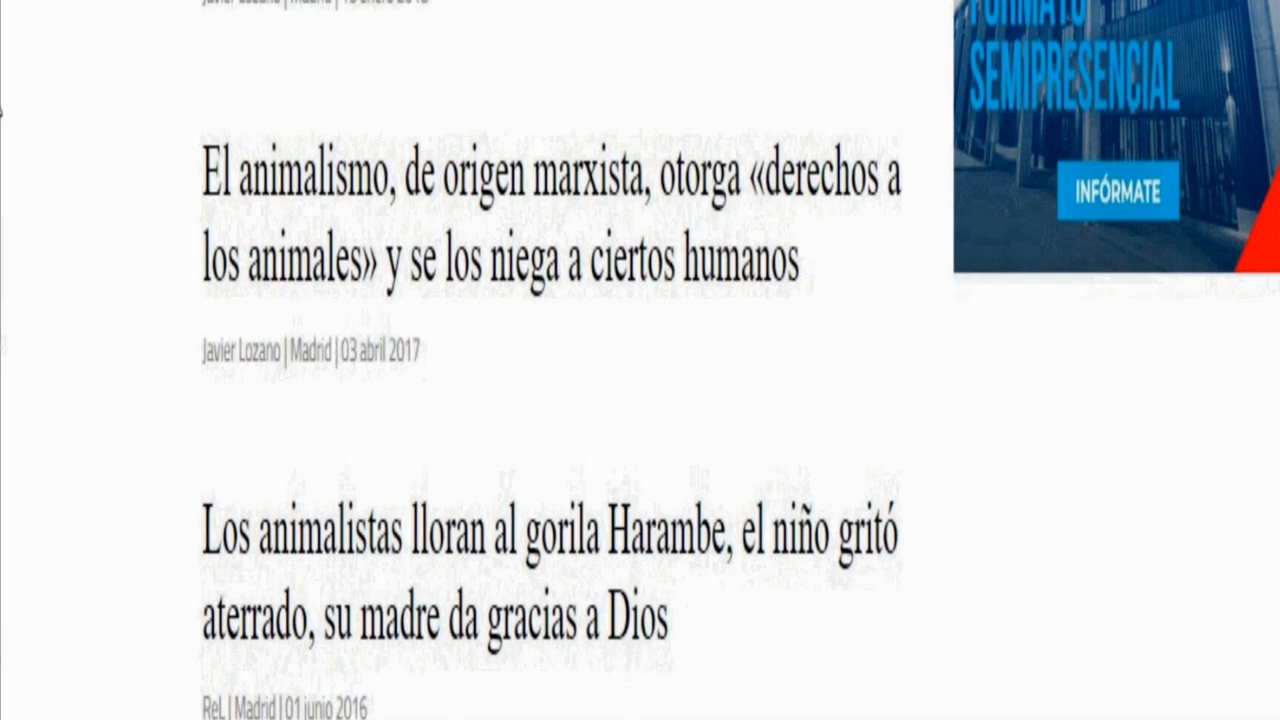 FORMATO
SEMIPRESENCIAL
INFÓRMATE
El animalismo, de origen marxista, otorga «derechos a
los animales» y se los niega a ciertos humanos
Javier Lozano | Madrid | 03 abril 2017
Los animalistas lloran al gorila Harambe, el niño gritó
aterrado, su madre da gracias a Dios
ReL | Madrid | 01 junio 2016